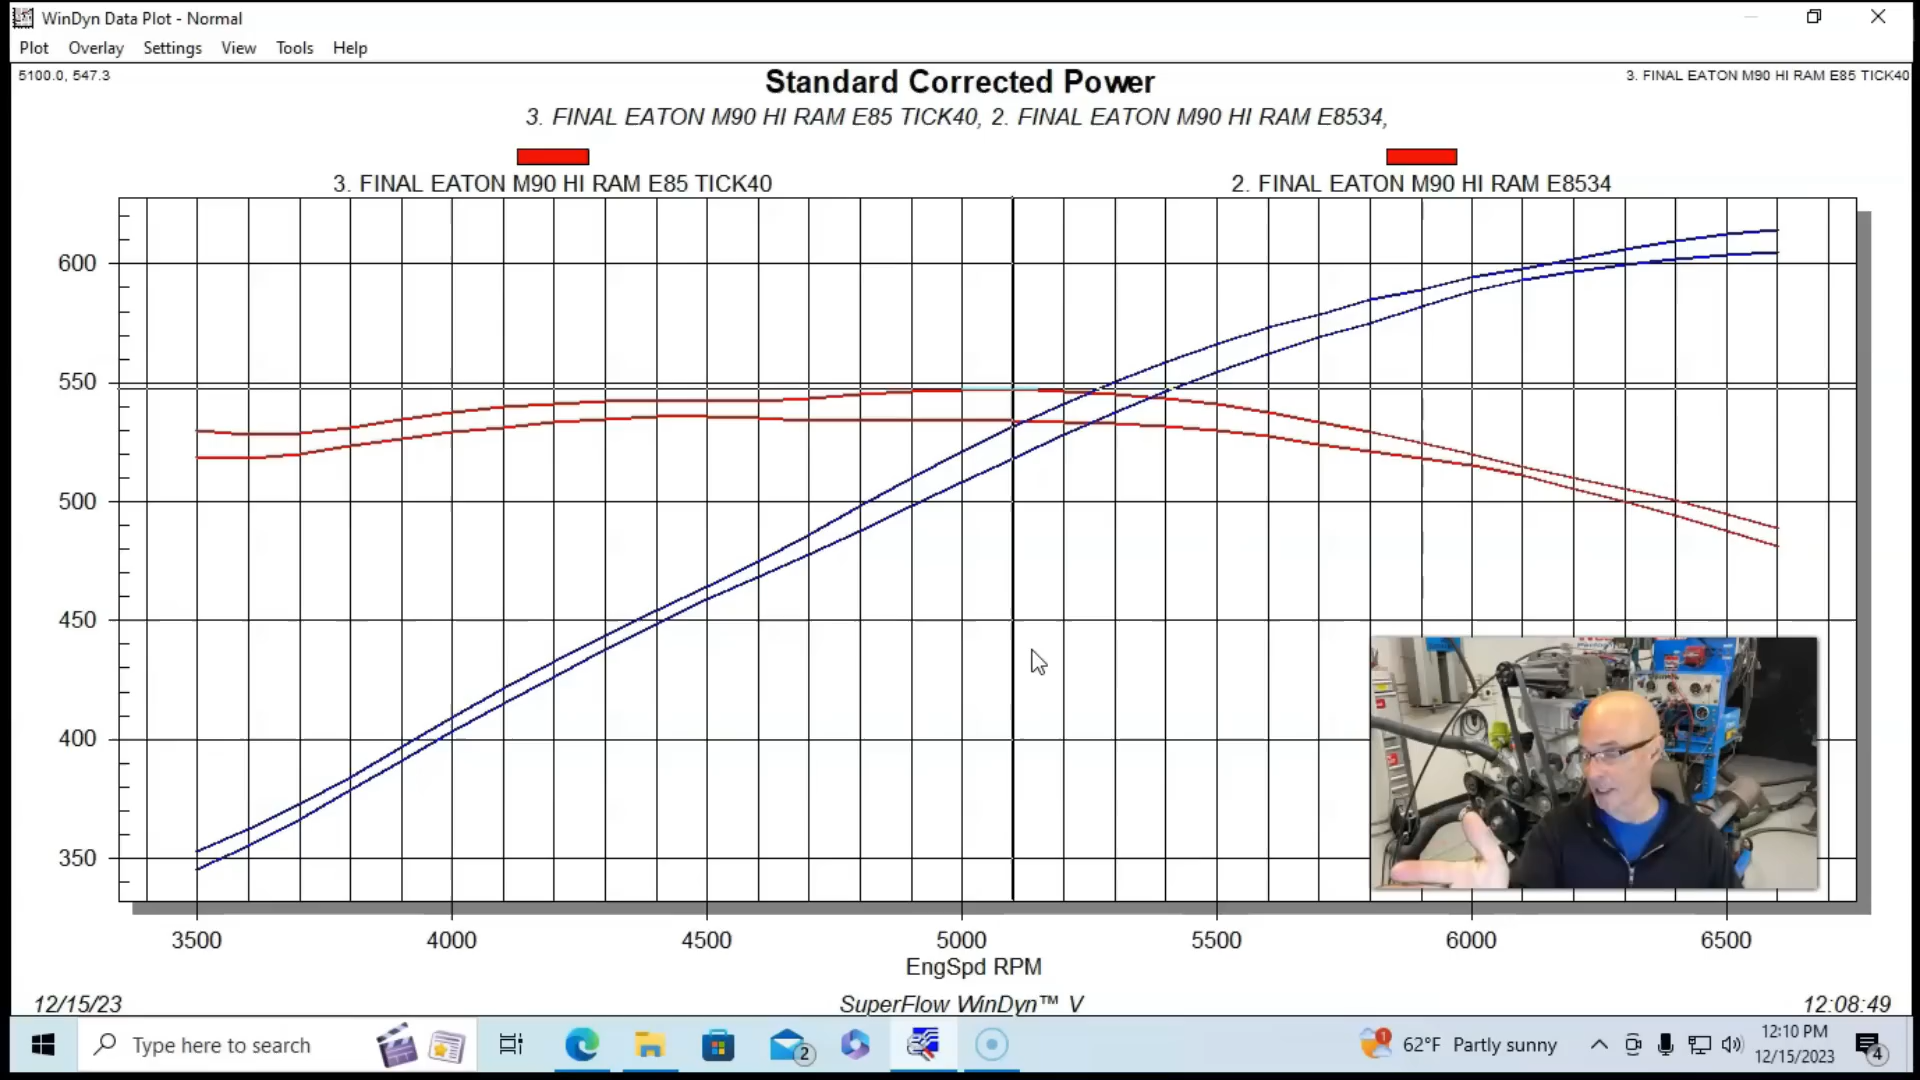 WinDyn Data Plot - Normal
Plot Overlay Settings View Tools Help
5100.0, 547.3
3. FINAL EATON M90 HI RAM E85 TICK40
Standard Corrected Power
3. FINAL EATON M90 HI RAM E85 TICK40, 2. FINAL EATON M90 HI RAM E8534,
3. FINAL EATON M90 HI RAM E85 TICK40
2. FINAL EATON M90 HI RAM E8534
600
550
500
450
400
350
3500 4000 4500 5000 5500 6000 6500
EngSpd RPM
12/15/23
SuperFlow WinDyn™ V
12:08:49
Type here to search
2
1
62°F Partly sunny
12:10 PM
12/15/2023
4